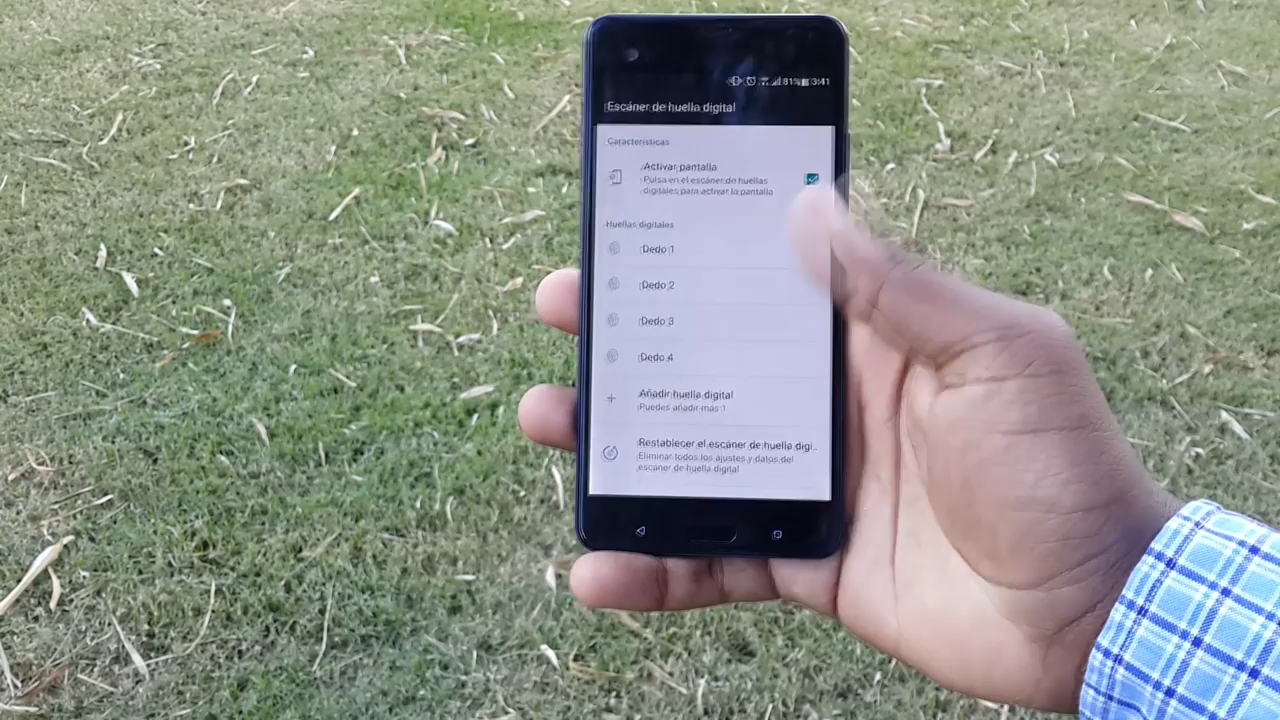 81% 3:41
Escáner de huella digital
Características
Activar pantalla
Pulsa en el escáner de huellas
digitales para activar la pantalla
Huellas digitales
Dedo 1
Dedo 2
Dedo 3
Dedo 4
Añadir huella digital
Puedes añadir más:1
Restablecer el escáner de huella digi..
Eliminar todos los ajustes y datos del
escáner de huella digital